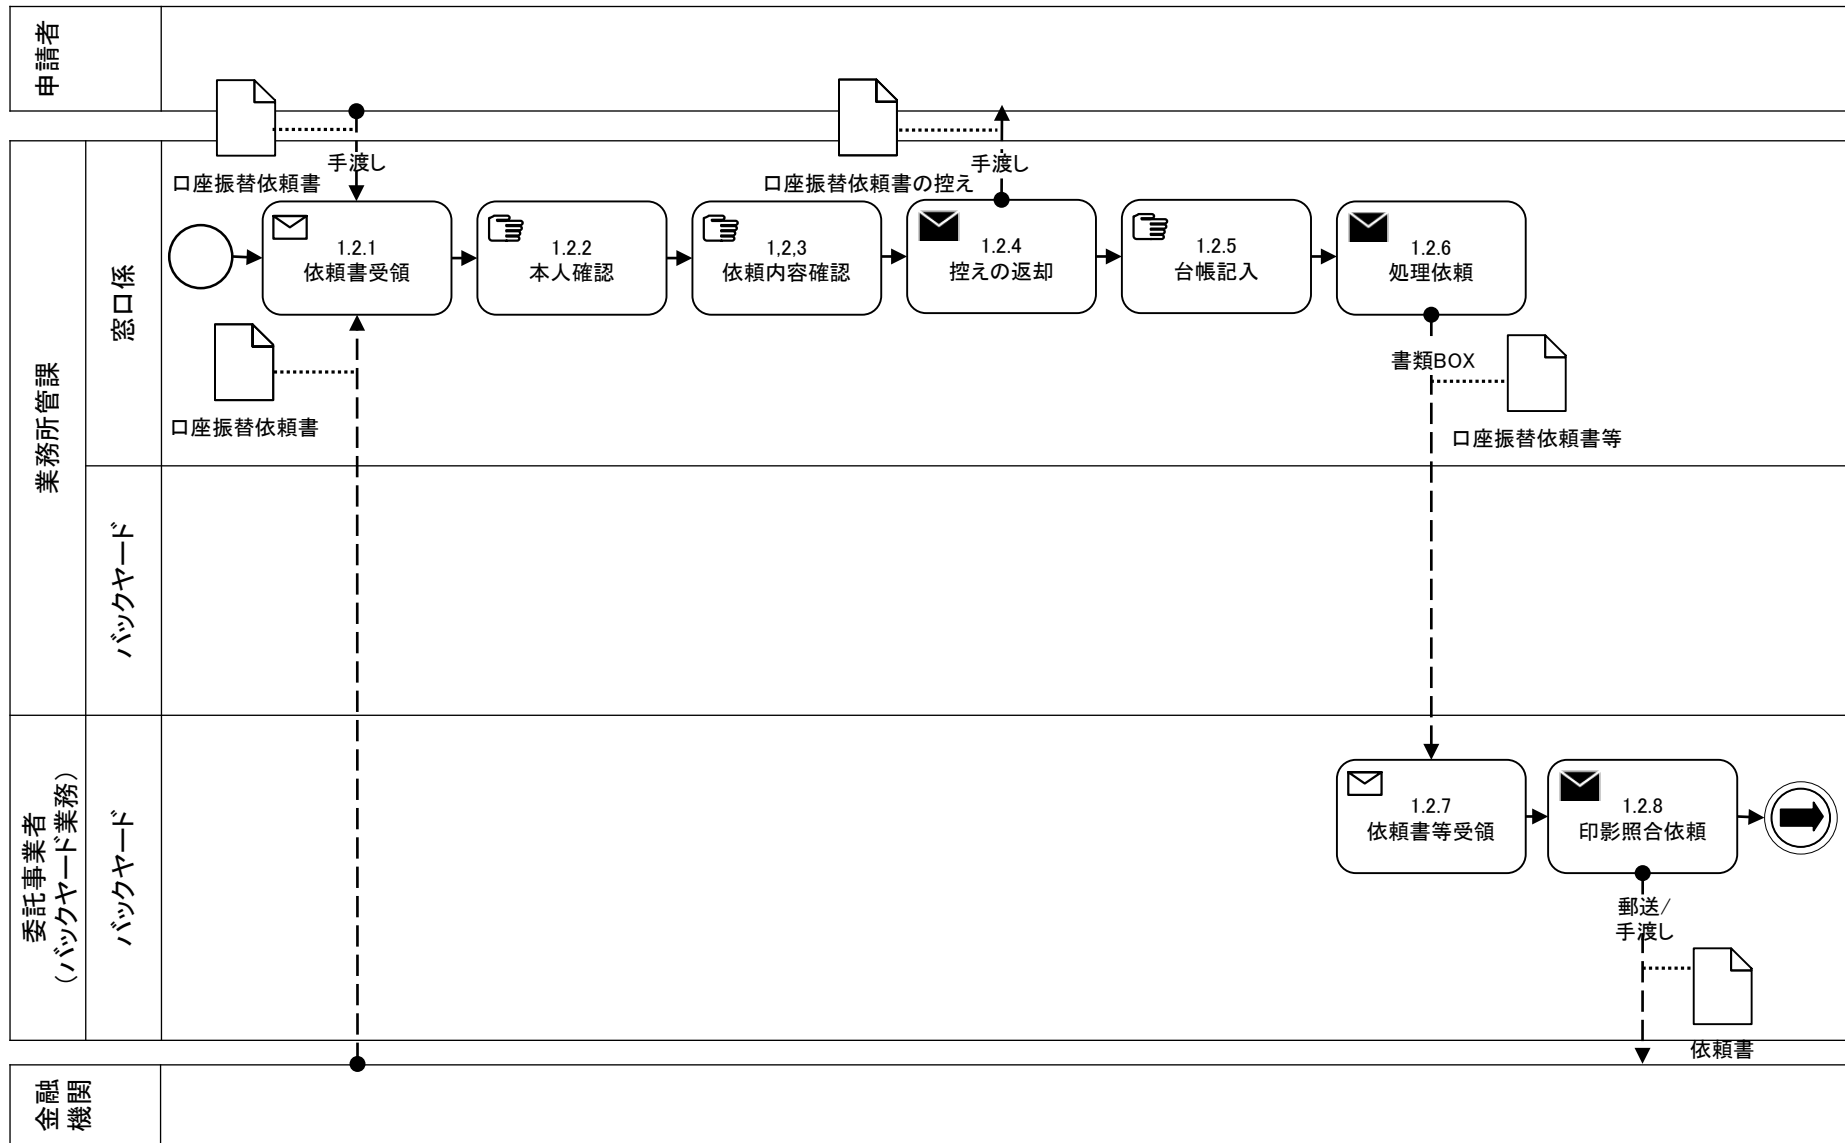 申請者
手渡し
手渡し
口座振替依頼書
口座振替依頼書の控え
業務所管課
窓口係
1.2.1
依頼書受領
1.2.2
本人確認
1,2,3
依頼内容確認
1.2.4
控えの返却
1.2.5
台帳記入
1.2.6
処理依頼
書類BOX
口座振替依頼書
口座振替依頼書等
バックヤード
委託事業者
（バックヤード業務）
バックヤード
1.2.7
依頼書等受領
1.2.8
印影照合依頼
郵送/
手渡し
依頼書
金融
機関